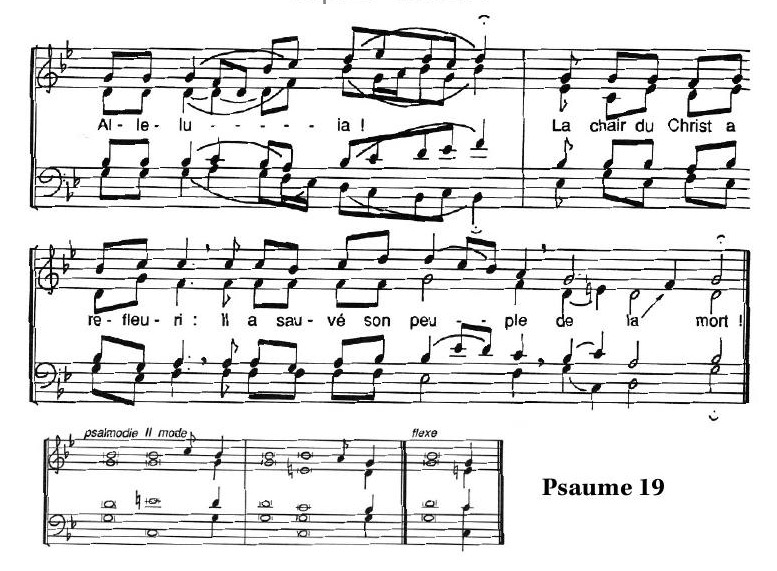 Al - le - lu - - - - - ia ! La chair du Christ a
re - fleu - ri : Il a sau - vé son peu - - ple de la mort !
psalmodie II mode flexe
Psaume 19